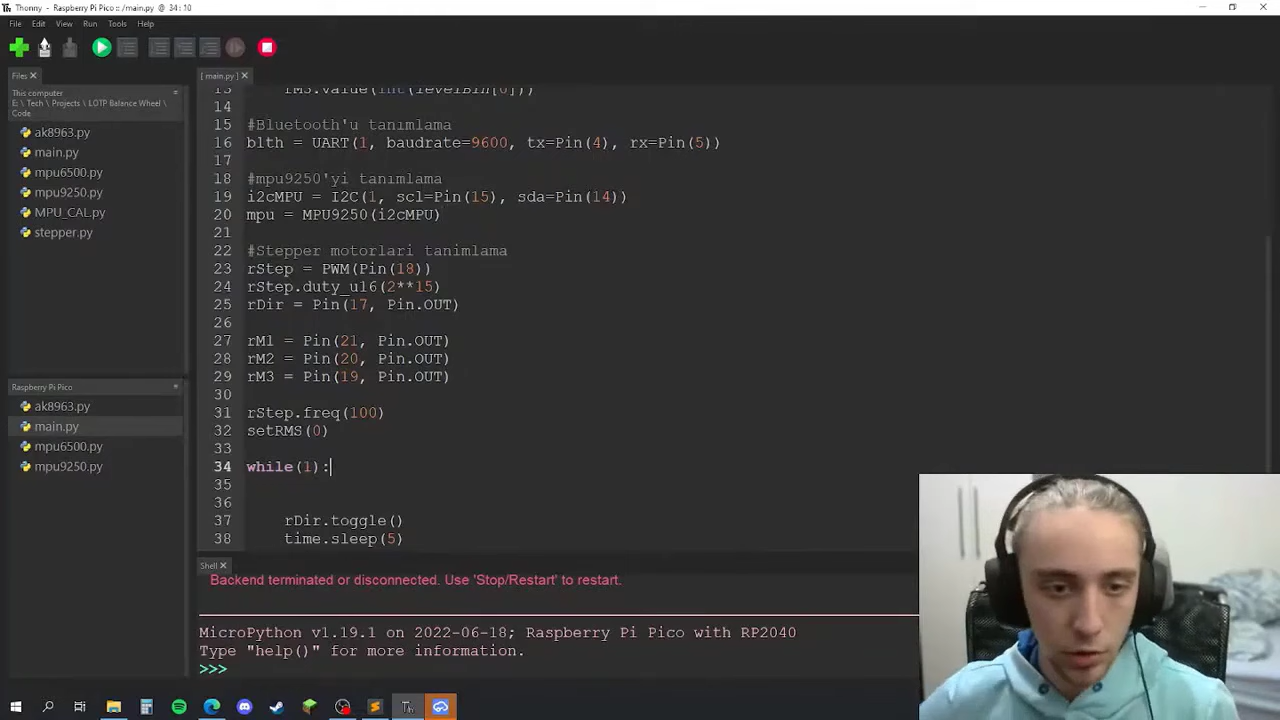 Thonny - Raspberry Pi Pico :: /main.py @ 34 : 10
File Edit View Run Tools Help
Files
[ main.py ]
This computer
E: \ Tech \ Projects \ LOTP Balance Wheel \
Code
ak8963.py
main.py
mpu6500.py
mpu9250.py
MPU_CAL.py
stepper.py
Raspberry Pi Pico
ak8963.py
main.py
mpu6500.py
mpu9250.py
13 rM3.value(int(levelBin[0]))
14
15 #Bluetooth'u tanımlama
16 blth = UART(1, baudrate=9600, tx=Pin(4), rx=Pin(5))
17
18 #mpu9250'yi tanımlama
19 i2cMPU = I2C(1, scl=Pin(15), sda=Pin(14))
20 mpu = MPU9250(i2cMPU)
21
22 #Stepper motorlari tanimlama
23 rStep = PWM(Pin(18))
24 rStep.duty_u16(2**15)
25 rDir = Pin(17, Pin.OUT)
26
27 rM1 = Pin(21, Pin.OUT)
28 rM2 = Pin(20, Pin.OUT)
29 rM3 = Pin(19, Pin.OUT)
30
31 rStep.freq(100)
32 setRMS(0)
33
34 while(1):
35
36
37 rDir.toggle()
38 time.sleep(5)
Shell
Backend terminated or disconnected. Use 'Stop/Restart' to restart.
MicroPython v1.19.1 on 2022-06-18; Raspberry Pi Pico with RP2040
Type "help()" for more information.
>>>